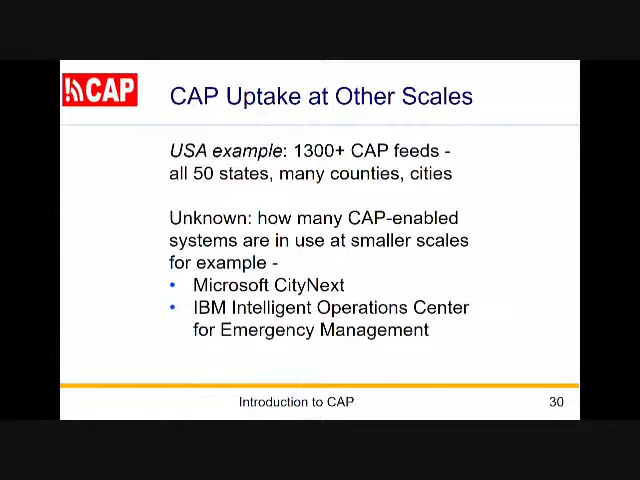 CAP
CAP Uptake at Other Scales
USA example: 1300+ CAP feeds -
all 50 states, many counties, cities
Unknown: how many CAP-enabled
systems are in use at smaller scales
for example -
• Microsoft CityNext
• IBM Intelligent Operations Center
for Emergency Management
Introduction to CAP
30